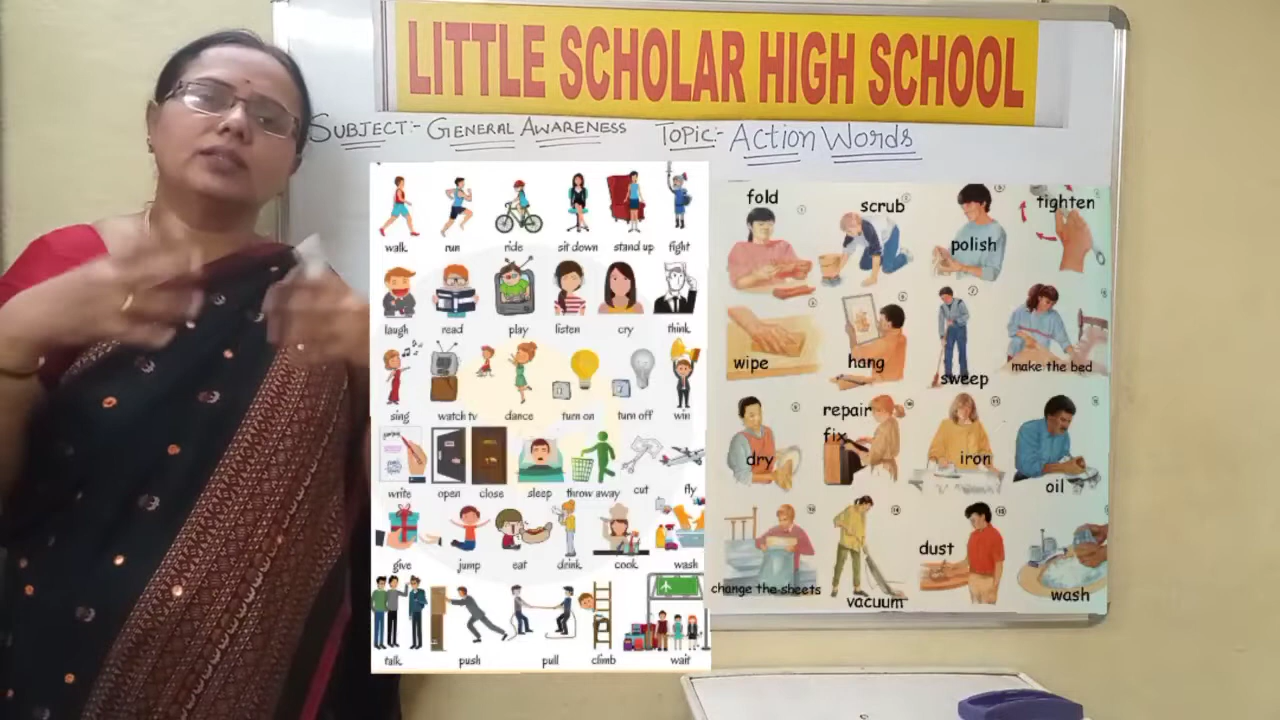 LITTLE SCHOLAR HIGH SCHOOL
SUBJECT:- GENERAL AWARENESS TOPIC:- ACTION WORDS
walk run ride sit down stand up fight
laugh read play listen cry think
sing watch tv dance turn on turn off win
write open close sleep throw away cut fly
give jump eat drink cook wash
talk push pull climb wait
fold scrub polish tighten
wipe hang sweep make the bed
dry repair
fix iron oil
change the sheets vacuum dust wash